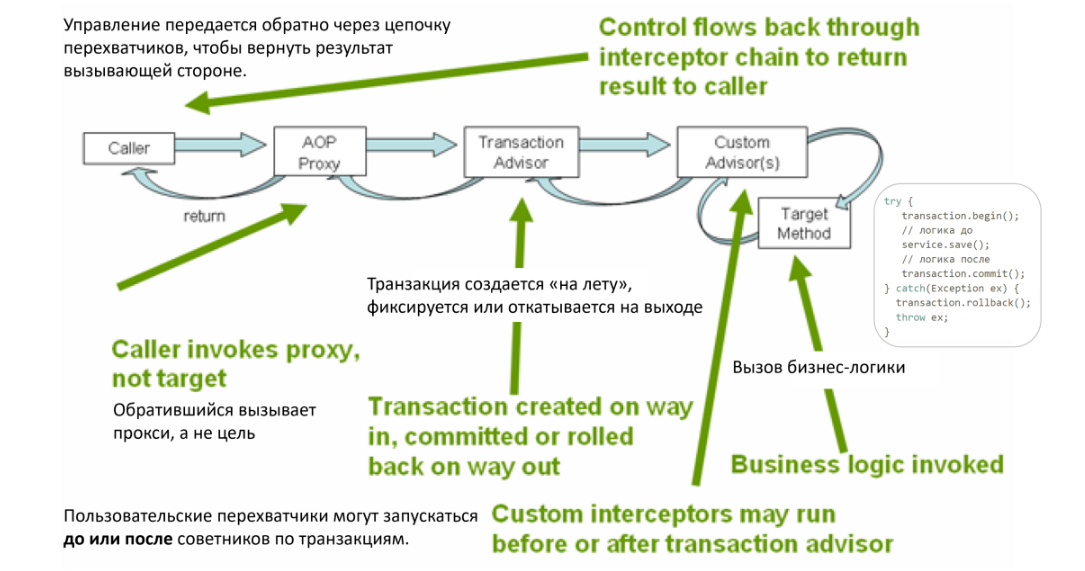 Управление передается обратно через цепочку
перехватчиков, чтобы вернуть результат
вызывающей стороне.
Control flows back through
interceptor chain to return
result to caller
Caller
AOP
Proxy
Transaction
Advisor
Custom
Advisor(s)
return
Target
Method
try {
transaction.begin();
// логика до
service.save();
// логика после
transaction.commit();
} catch(Exception ex) {
transaction.rollback();
throw ex;
}
Транзакция создается «на лету»,
фиксируется или откатывается на выходе
Caller invokes proxy,
not target
Обратившийся вызывает
прокси, а не цель
Вызов бизнес-логики
Transaction created on way
in, committed or rolled
back on way out
Business logic invoked
Пользовательские перехватчики могут запускаться
до или после советников по транзакциям.
Custom interceptors may run
before or after transaction advisor